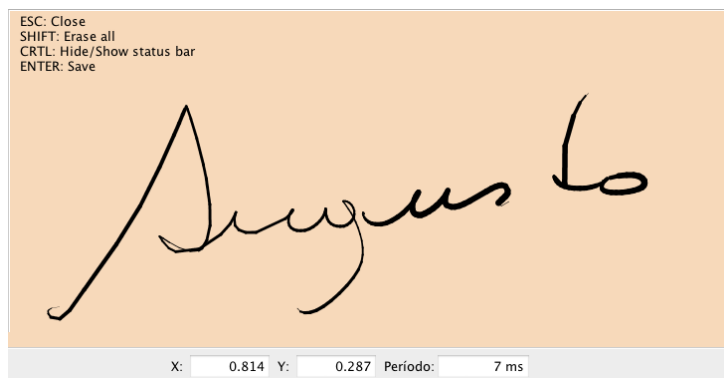 ESC: Close
SHIFT: Erase all
CRTL: Hide/Show status bar
ENTER: Save
Augusto
X: 0.814 Y: 0.287 Período: 7 ms